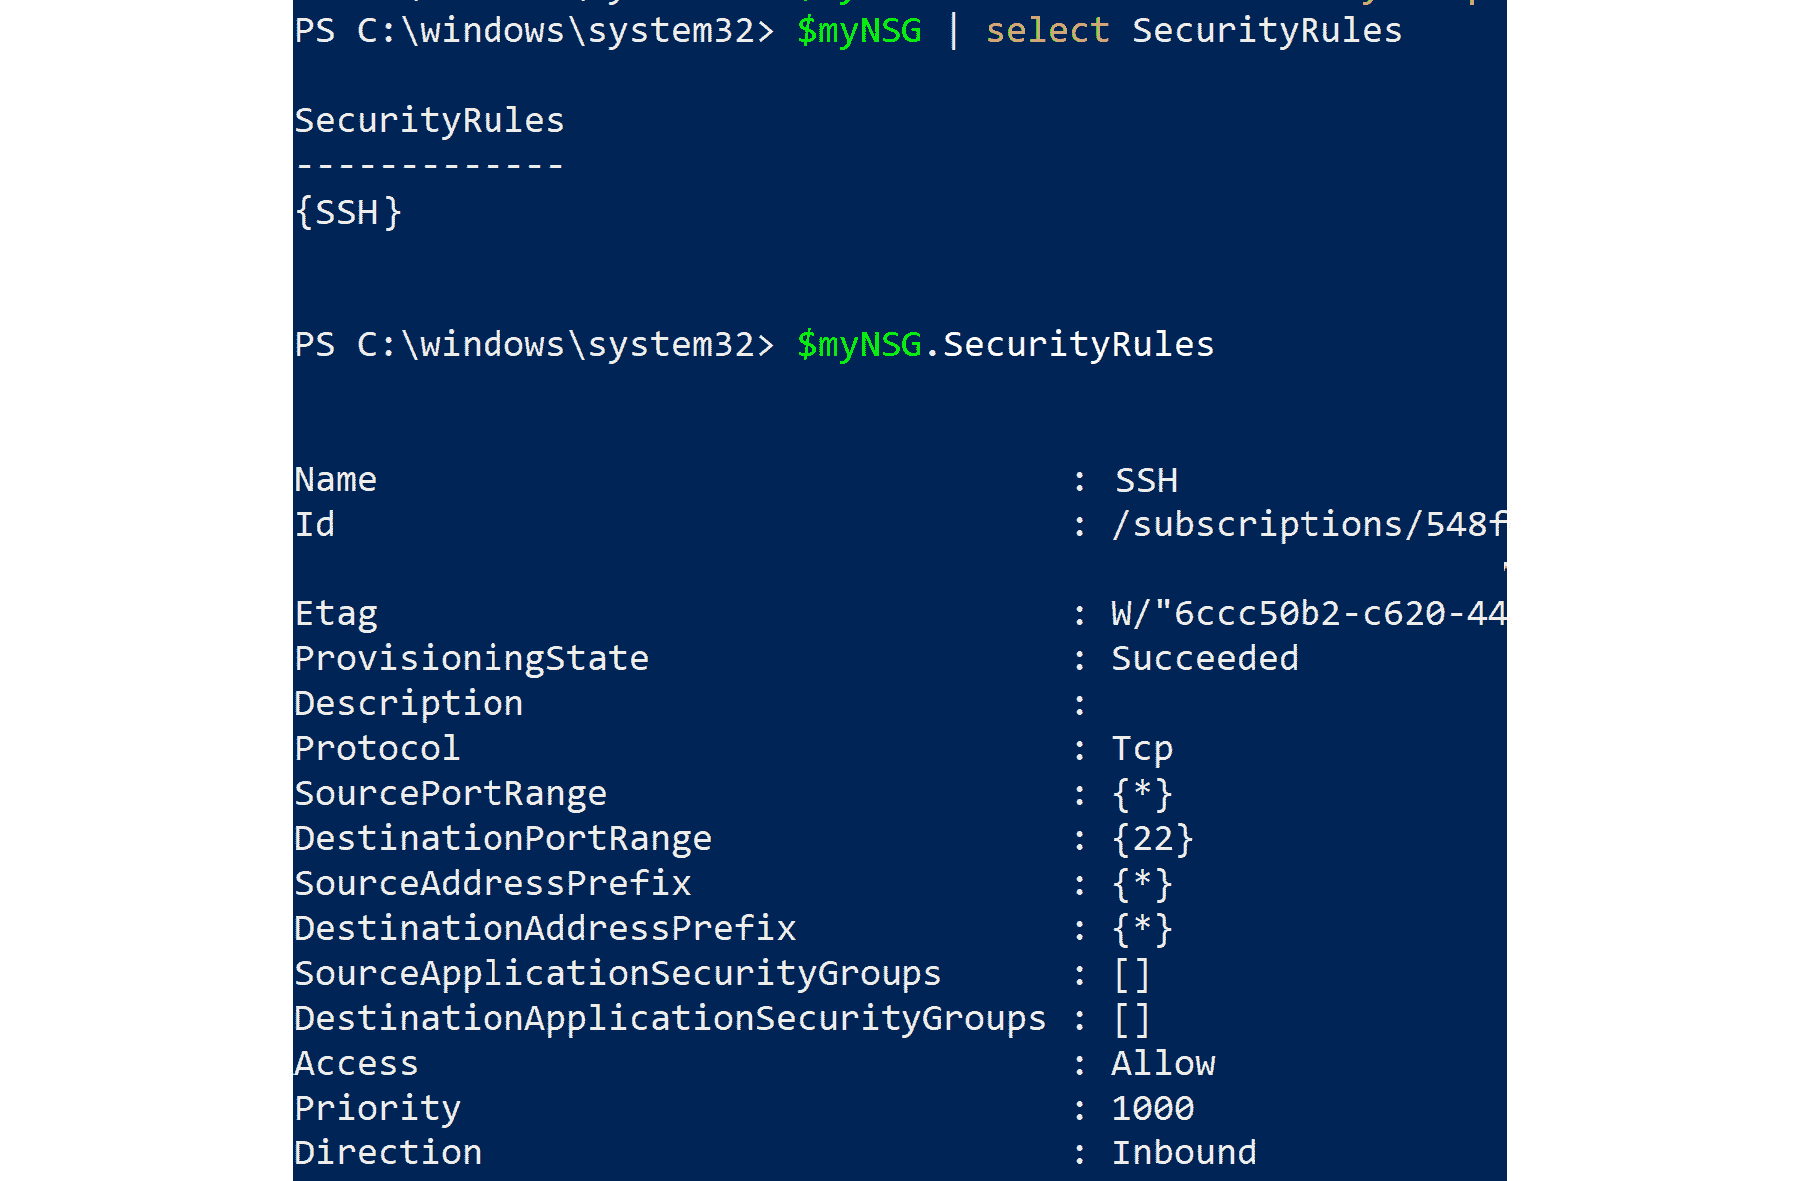 PS C:\windows\system32> $myNSG | select SecurityRules
SecurityRules
-------------
{SSH}
PS C:\windows\system32> $myNSG.SecurityRules
Name : SSH
Id : /subscriptions/548f
Etag : W/"6ccc50b2-c620-44
ProvisioningState : Succeeded
Description :
Protocol : Tcp
SourcePortRange : {*}
DestinationPortRange : {22}
SourceAddressPrefix : {*}
DestinationAddressPrefix : {*}
SourceApplicationSecurityGroups : []
DestinationApplicationSecurityGroups : []
Access : Allow
Priority : 1000
Direction : Inbound